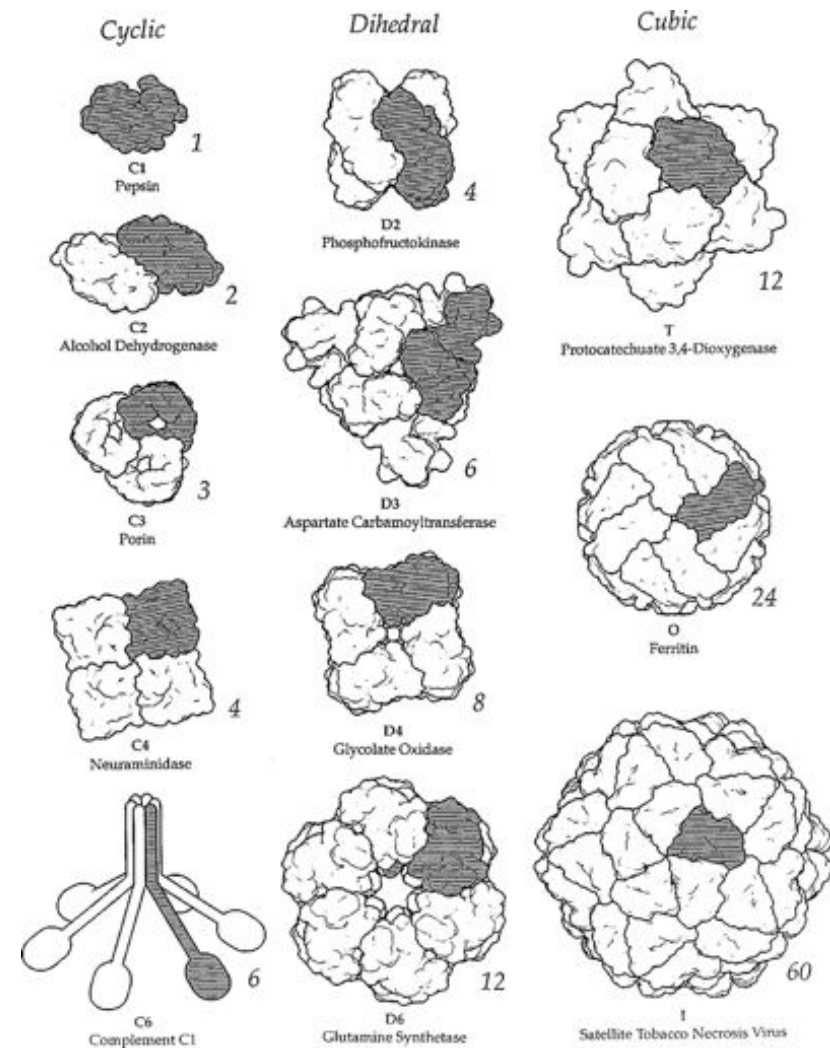 Cyclic
1
C1
Pepsin
2
C2
Alcohol Dehydrogenase
3
C3
Porin
4
C4
Neuraminidase
6
C6
Complement C1
Dihedral
4
D2
Phosphofructokinase
6
D3
Aspartate Carbamoyltransferase
8
D4
Glycolate Oxidase
12
D6
Glutamine Synthetase
Cubic
12
T
Protocatechuate 3,4-Dioxygenase
24
O
Ferritin
60
I
Satellite Tobacco Necrosis Virus